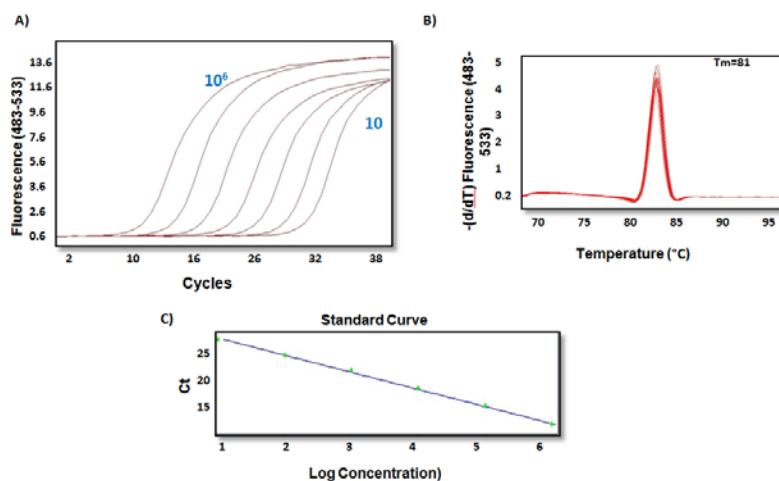 A)
13.6
11.6
9.6
7.6
5.6
3.6
2.6
0.6
Fluorescence (483-533)
10⁶
10
2 10 16 26 32 38
Cycles
B)
Tm=81
5
4
3
2
1
0.2
-(d/dT) Fluorescence (483-
533)
70 75 80 85 90 95
Temperature (°C)
C)
Standard Curve
25
20
15
Ct
1 2 3 4 5 6
Log Concentration)